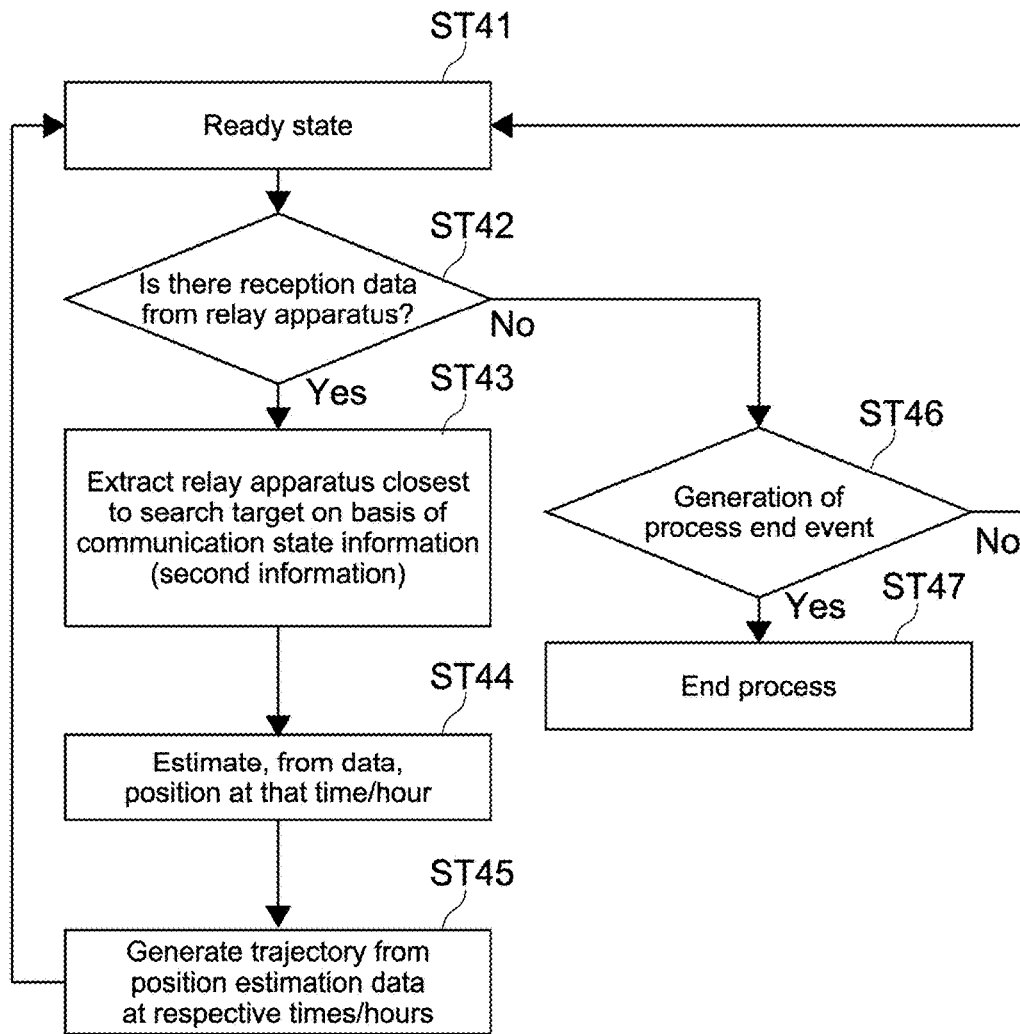 ST41
Ready state
ST42
Is there reception data
from relay apparatus?
No
Yes
ST43
Extract relay apparatus closest
to search target on basis of
communication state information
(second information)
ST46
Generation of
process end event
No
Yes
ST47
End process
ST44
Estimate, from data,
position at that time/hour
ST45
Generate trajectory from
position estimation data
at respective times/hours